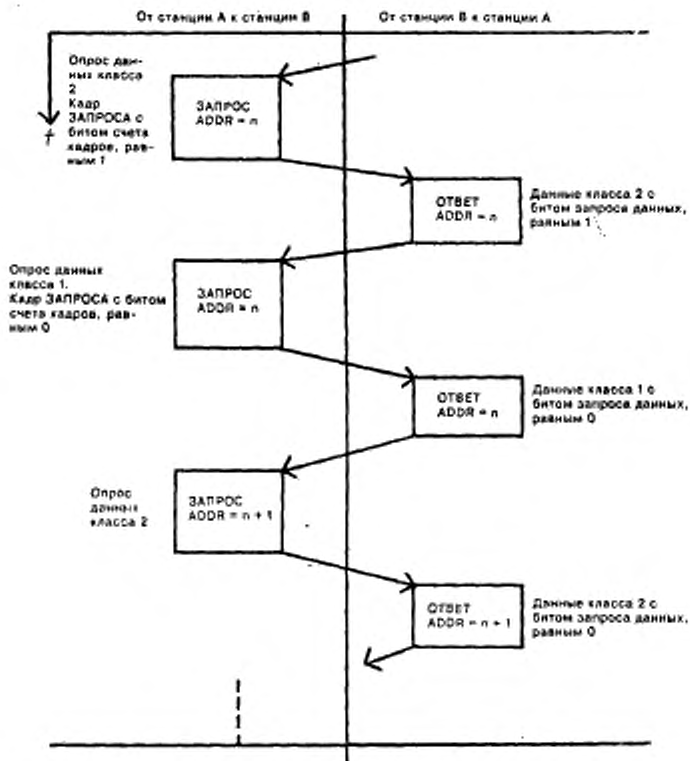 От станции А к станции В
От станции В к станции А
Опрос дан-
ных класса
2
Кадр
ЗАПРОСА с
битом счета
кадров, рав-
ным 1
t
ЗАПРОС
ADDR = n
ОТВЕТ
ADDR = n
Данные класса 2 с
битом запроса данных,
равным 1
Опрос данных
класса 1.
Кадр ЗАПРОСА с битом
счета кадров, рав-
ным 0
ЗАПРОС
ADDR = n
ОТВЕТ
ADDR = n
Данные класса 1 с
битом запроса данных,
равным 0
Опрос
данных
класса 2
ЗАПРОС
ADDR = n + 1
ОТВЕТ
ADDR = n + 1
Данные класса 2 с
битом запроса данных,
равным 0